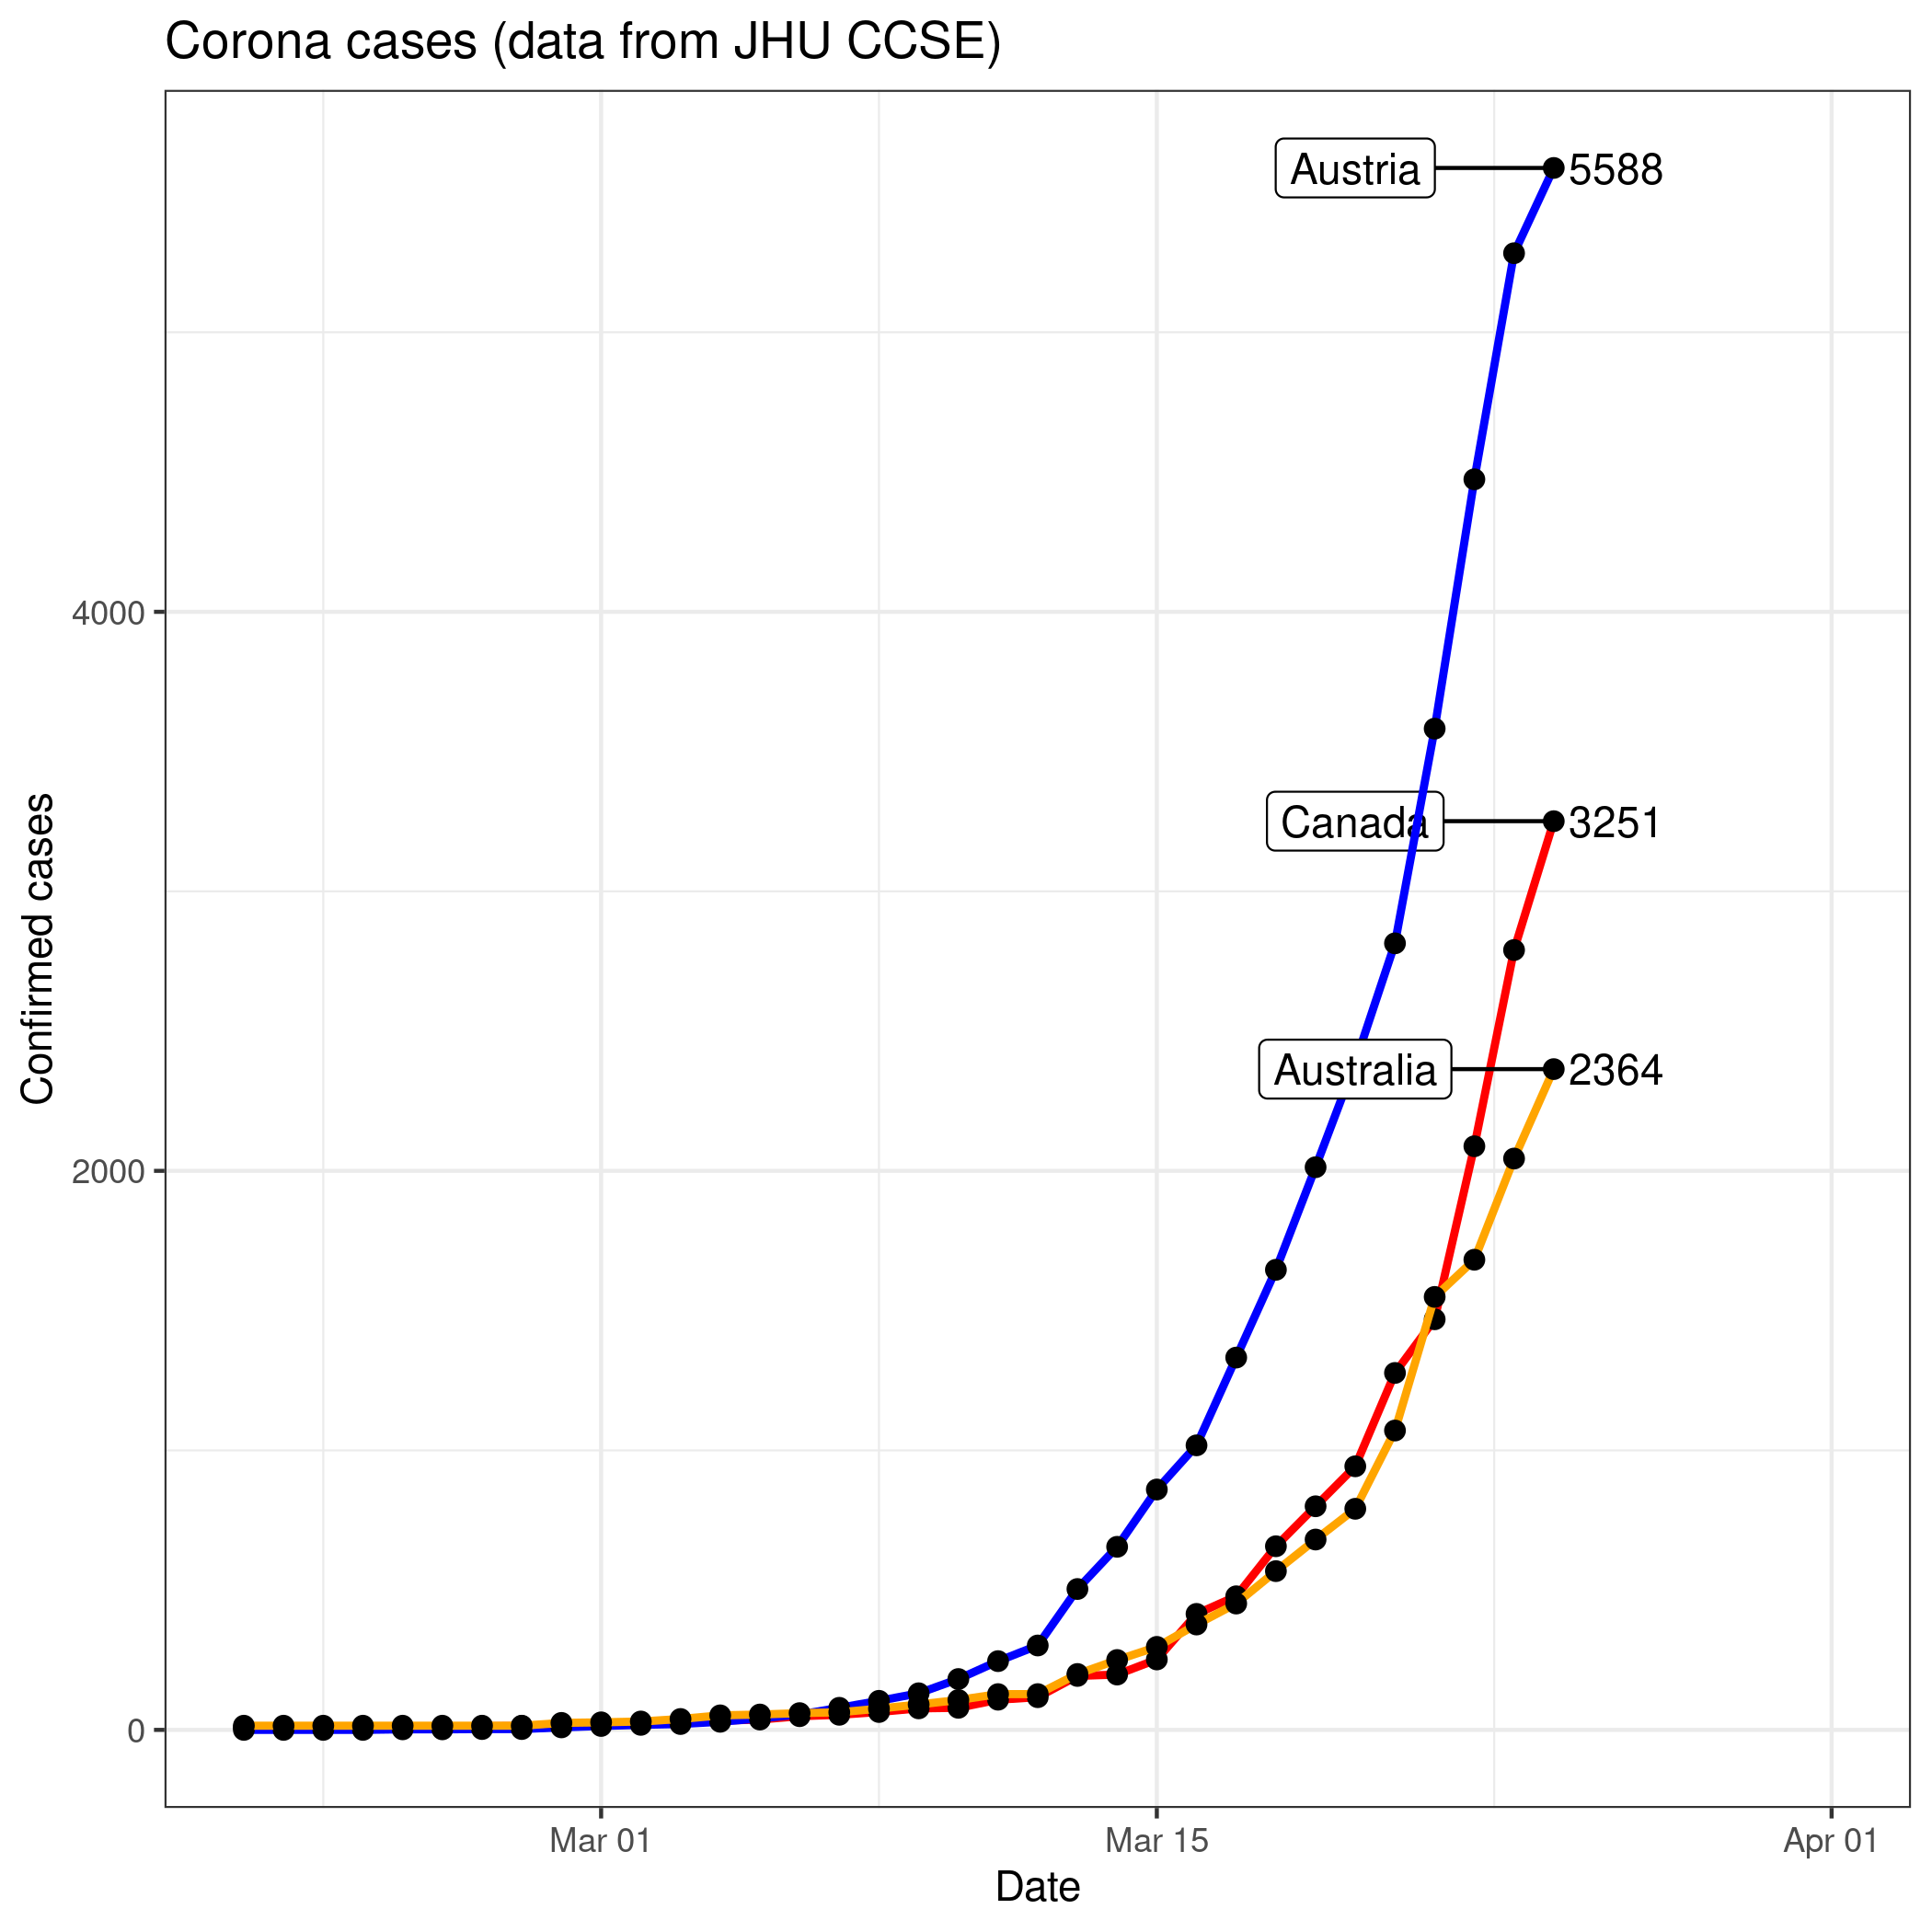 Corona cases (data from JHU CCSE)
Austria 5588
4000
Canada 3251
Confirmed cases
Australia 2364
2000
0
Mar 01 Mar 15 Apr 01
Date